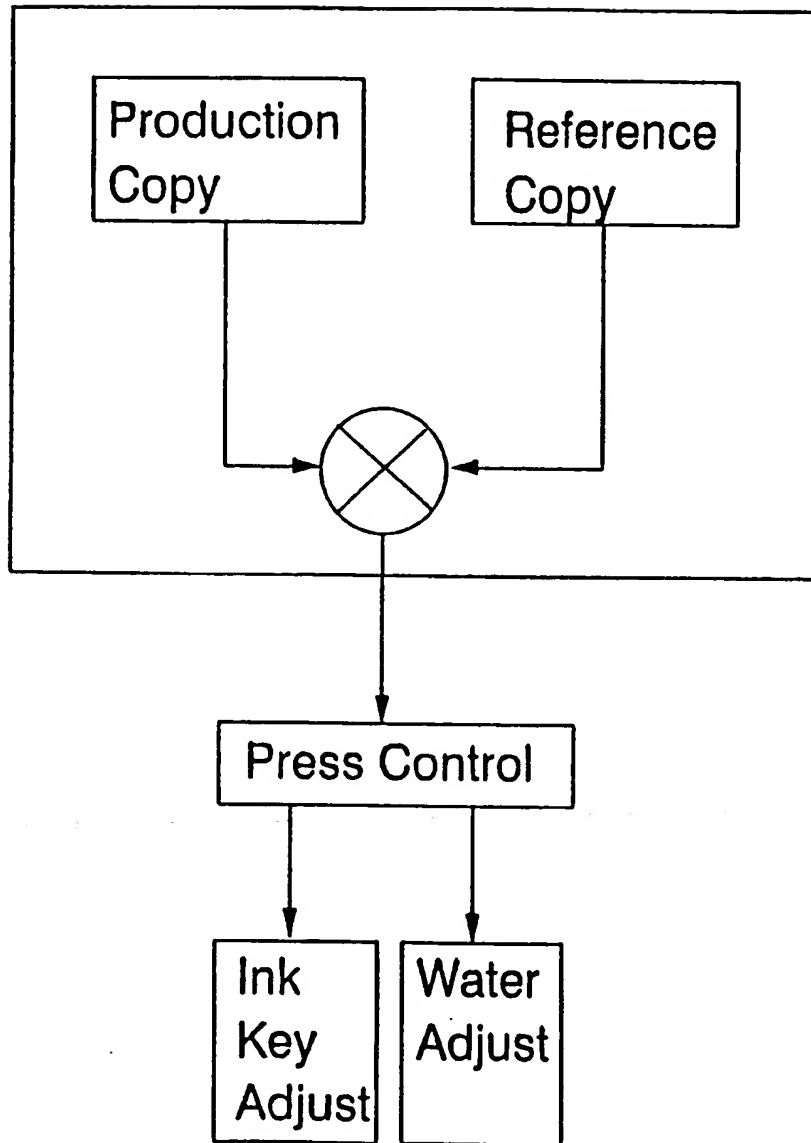 Production
Copy
Reference
Copy
Press Control
Ink
Key
Adjust
Water
Adjust